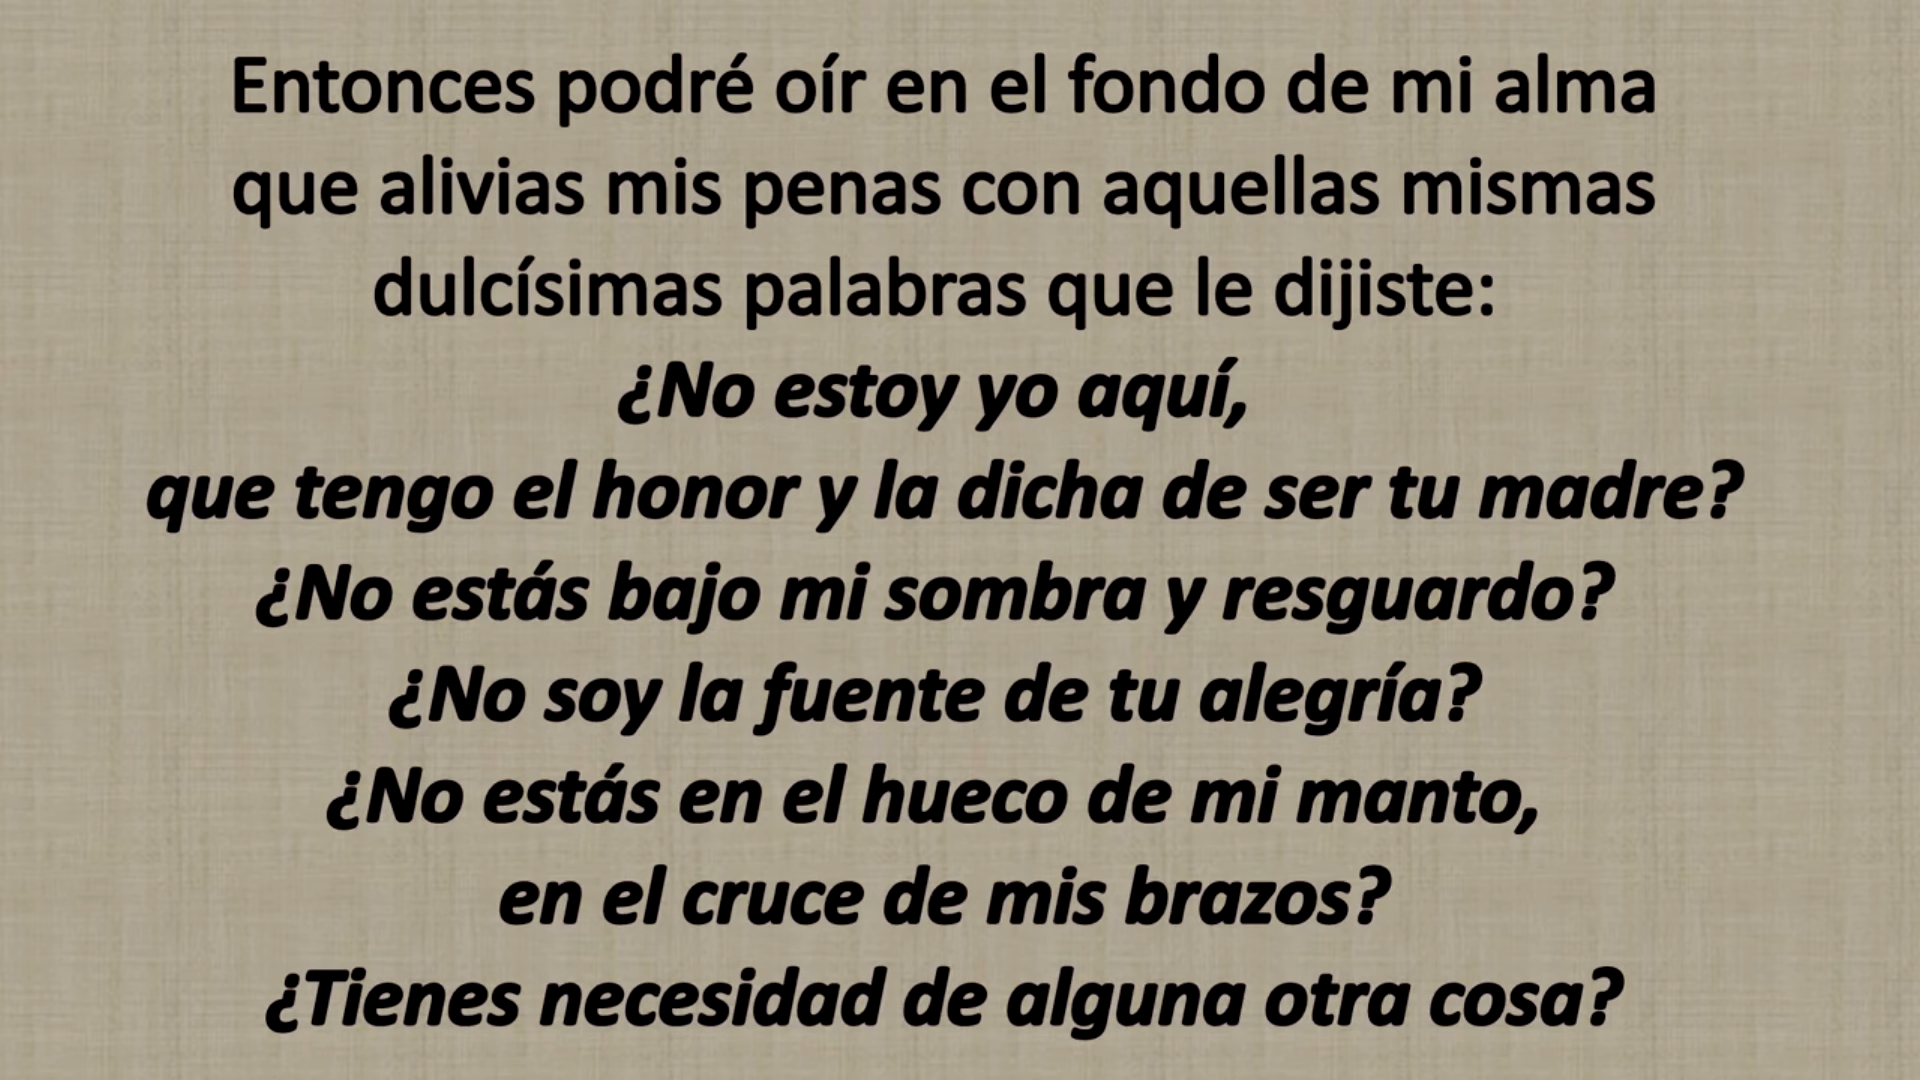 Entonces podré oír en el fondo de mi alma
que alivias mis penas con aquellas mismas
dulcísimas palabras que le dijiste:
¿No estoy yo aquí,
que tengo el honor y la dicha de ser tu madre?
¿No estás bajo mi sombra y resguardo?
¿No soy la fuente de tu alegría?
¿No estás en el hueco de mi manto,
en el cruce de mis brazos?
¿Tienes necesidad de alguna otra cosa?